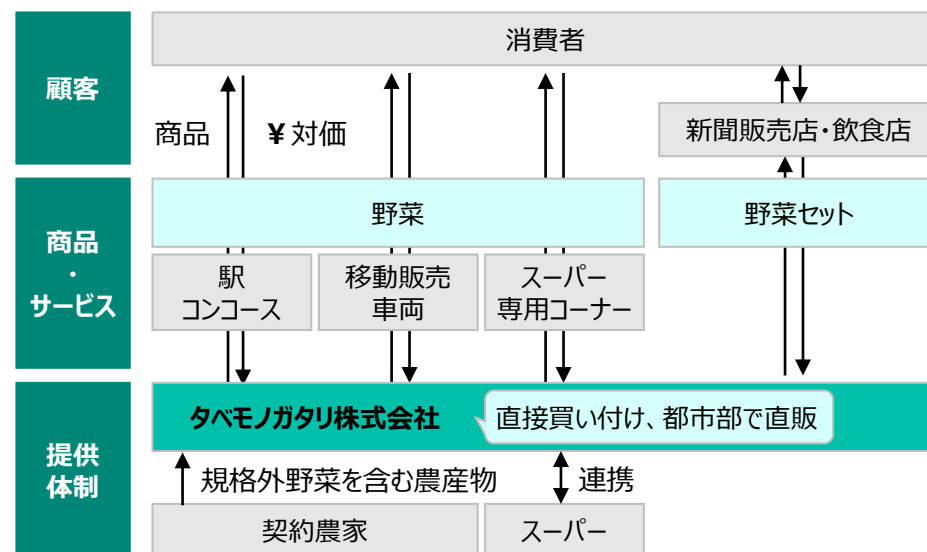 顧客
消費者
商品
¥ 対価
新聞販売店・飲食店
商品
・
サービス
野菜
野菜セット
駅
コンコース
移動販売
車両
スーパー
専用コーナー
提供
体制
タベモノガタリ株式会社
直接買い付け、都市部で直販
規格外野菜を含む農産物
連携
契約農家
スーパー